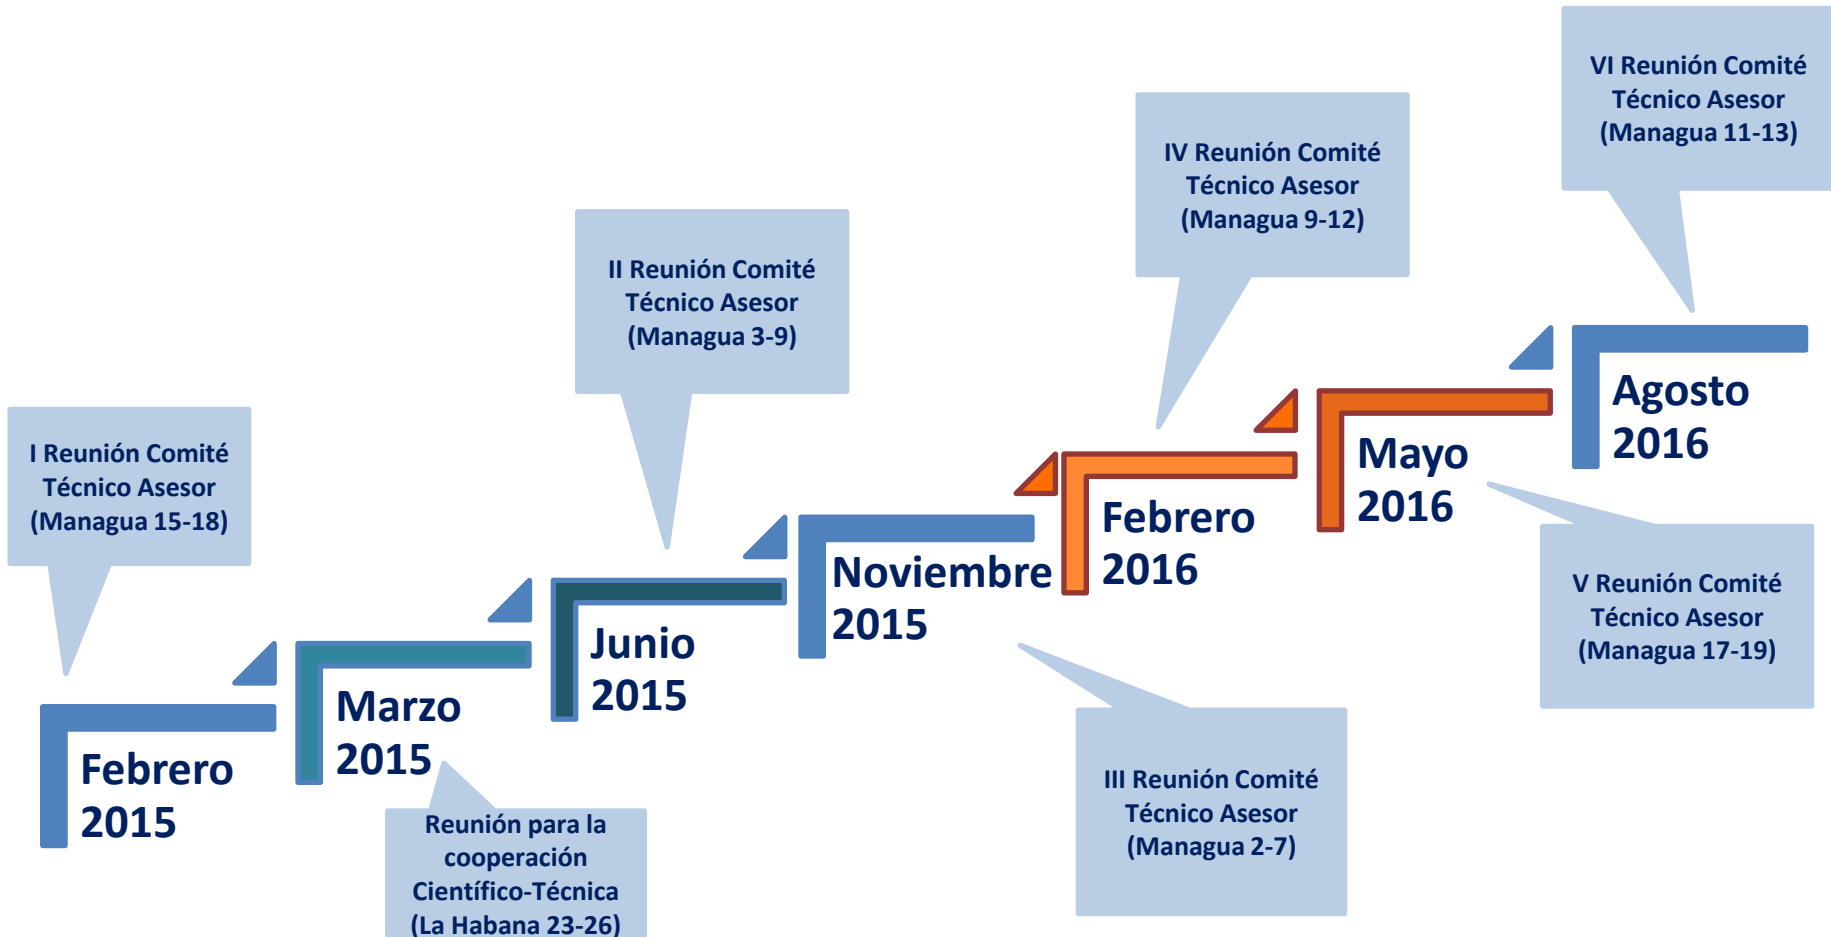 I Reunión Comité
Técnico Asesor
(Managua 15-18)
Febrero
2015
Marzo
2015
Reunión para la
cooperación
Científico-Técnica
(La Habana 23-26)
II Reunión Comité
Técnico Asesor
(Managua 3-9)
Junio
2015
Noviembre
2015
III Reunión Comité
Técnico Asesor
(Managua 2-7)
IV Reunión Comité
Técnico Asesor
(Managua 9-12)
Febrero
2016
Mayo
2016
V Reunión Comité
Técnico Asesor
(Managua 17-19)
VI Reunión Comité
Técnico Asesor
(Managua 11-13)
Agosto
2016